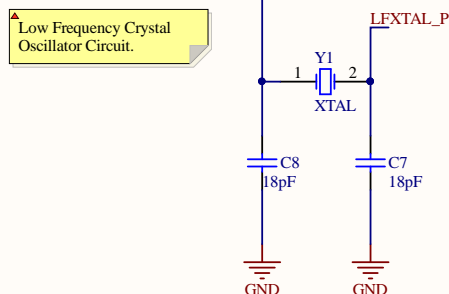 Low Frequency Crystal
Oscillator Circuit.
LFXTAL_P
Y1
1 2
XTAL
C8
18pF
C7
18pF
GND
GND